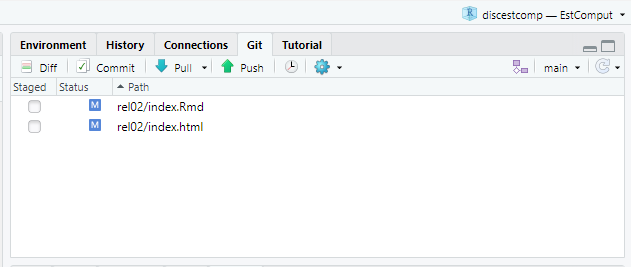 R discestcomp — EstComput
Environment History Connections Git Tutorial
Diff Commit Pull Push main
Staged Status Path
M rel02/index.Rmd
M rel02/index.html